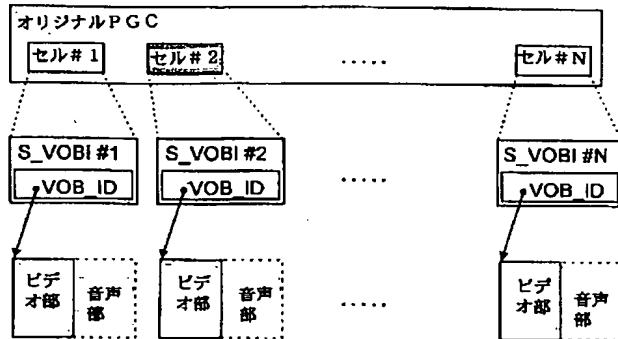 オリジナルPGC
セル#1
セル#2
.....
セル#N
S_VOBI #1
S_VOBI #2
S_VOBI #N
VOB_ID
VOB_ID
.....
VOB_ID
ビデ
オ部
音声
部
ビデ
オ部
音声
部
.....
ビデ
オ部
音声
部